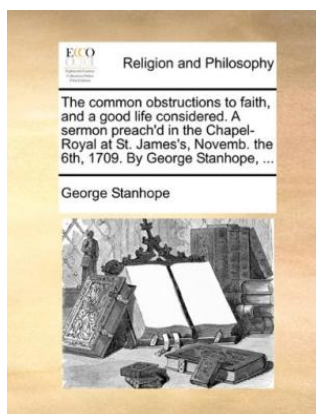 ECCO
Religion and Philosophy
The common obstructions to faith,
and a good life considered. A
sermon preach'd in the Chapel-
Royal at St. James's, Novemb. the
6th, 1709. By George Stanhope, ...
George Stanhope